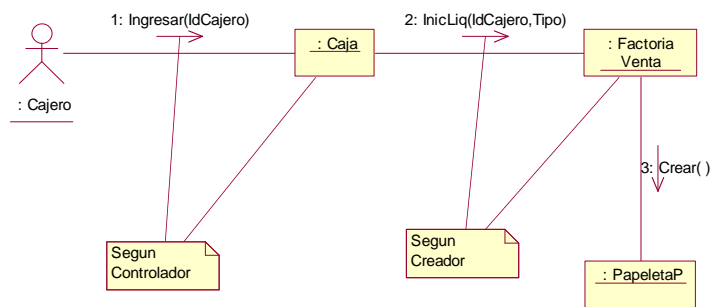 1: Ingresar(IdCajero)
2: InicLiq(IdCajero,Tipo)
: Caja
: Factoria
Venta
: Cajero
3: Crear( )
Segun
Controlador
Segun
Creador
: PapeletaP